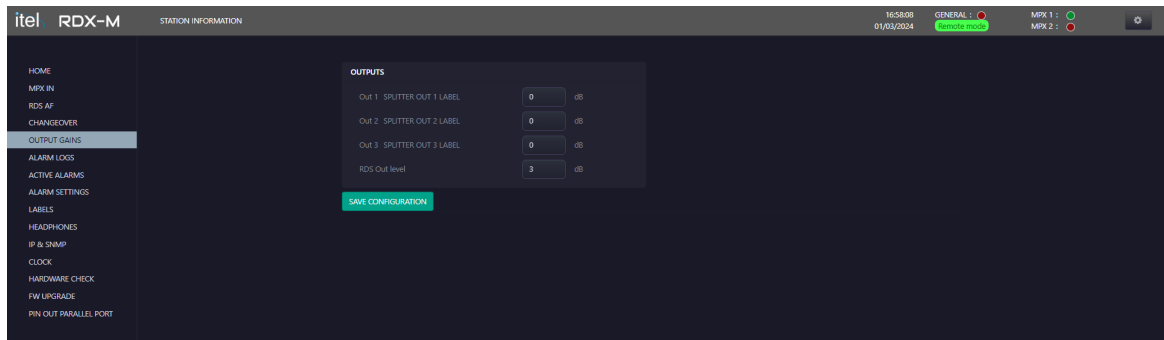 itel RDX-M
STATION INFORMATION
16:58:08
01/03/2024
GENERAL :
Remote mode
MPX 1 :
MPX 2 :
HOME
MPX IN
RDS AF
CHANGEOVER
OUTPUT GAINS
ALARM LOGS
ACTIVE ALARMS
ALARM SETTINGS
LABELS
HEADPHONES
IP & SNMP
CLOCK
HARDWARE CHECK
FW UPGRADE
PIN OUT PARALLEL PORT
OUTPUTS
Out 1 SPLITTER OUT 1 LABEL 0 dB
Out 2 SPLITTER OUT 2 LABEL 0 dB
Out 3 SPLITTER OUT 3 LABEL 0 dB
RDS Out level 3 dB
SAVE CONFIGURATION